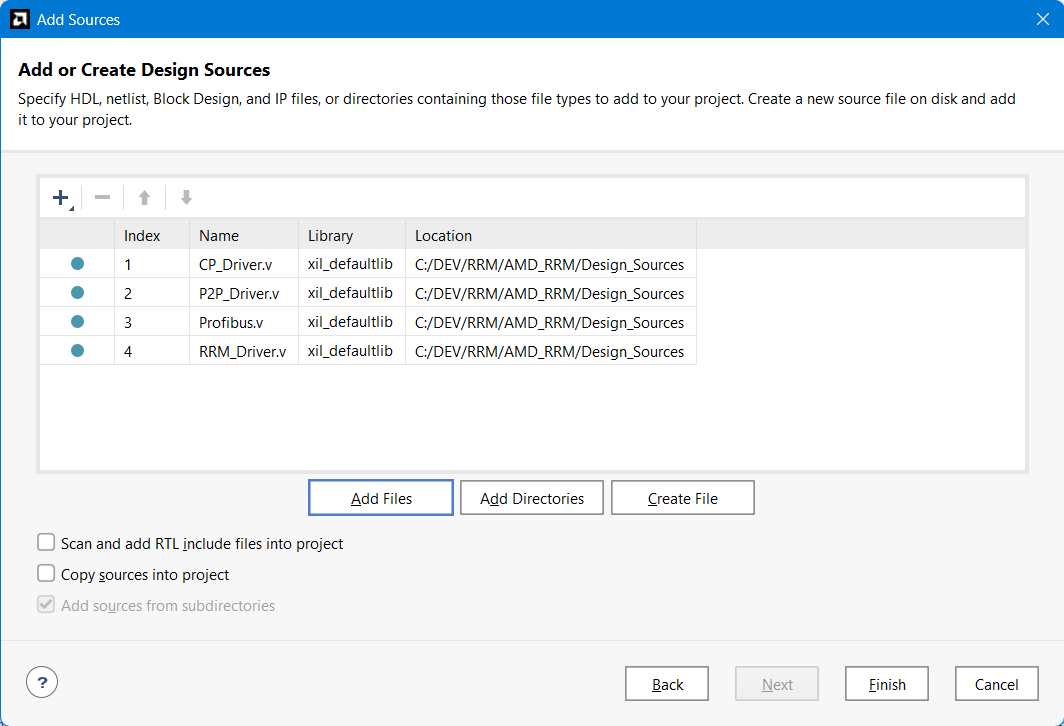 Add Sources
Add or Create Design Sources
Specify HDL, netlist, Block Design, and IP files, or directories containing those file types to add to your project. Create a new source file on disk and add
it to your project.
Index Name Library Location
1 CP_Driver.v xil_defaultlib C:/DEV/RRM/AMD_RRM/Design_Sources
2 P2P_Driver.v xil_defaultlib C:/DEV/RRM/AMD_RRM/Design_Sources
3 Profibus.v xil_defaultlib C:/DEV/RRM/AMD_RRM/Design_Sources
4 RRM_Driver.v xil_defaultlib C:/DEV/RRM/AMD_RRM/Design_Sources
Add Files Add Directories Create File
Scan and add RTL include files into project
Copy sources into project
Add sources from subdirectories
? Back Next Finish Cancel